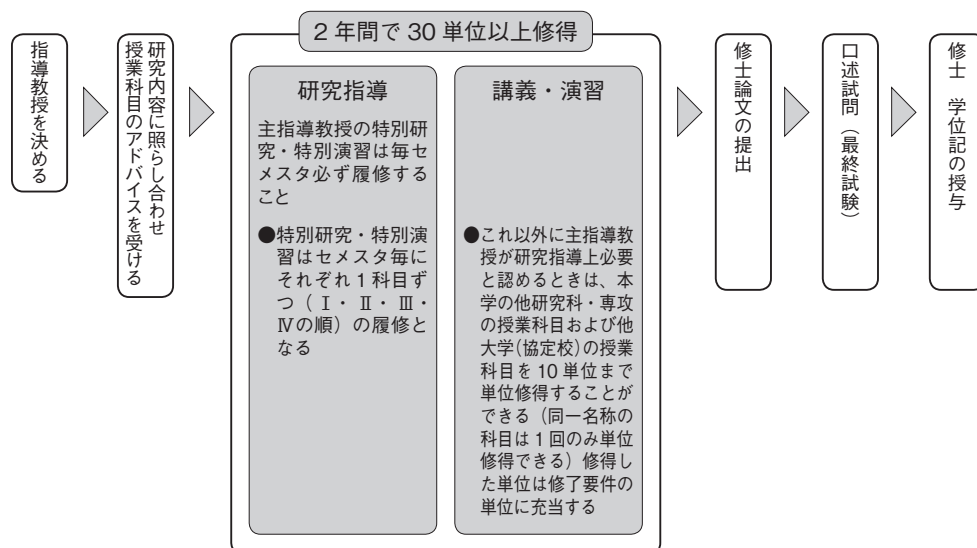 指導教授を決める
研究内容に照らし合わせ
授業科目のアドバイスを受ける
2年間で30単位以上修得
研究指導
主指導教授の特別研
究・特別演習は毎セ
メスタ必ず履修する
こと
●特別研究・特別演
習はセメスタ毎に
それぞれ1科目ず
つ(Ⅰ・Ⅱ・Ⅲ・
Ⅳの順)の履修と
なる
講義・演習
●これ以外に主指導教
授が研究指導上必要
と認めるときは、本
学の他研究科・専攻
の授業科目および他
大学(協定校)の授業
科目を10単位まで
単位修得することが
できる(同一名称の
科目は1回のみ単位
修得できる)修得し
た単位は修了要件の
単位に充当する
修士論文の提出
口述試問(最終試験)
修士 学位記の授与